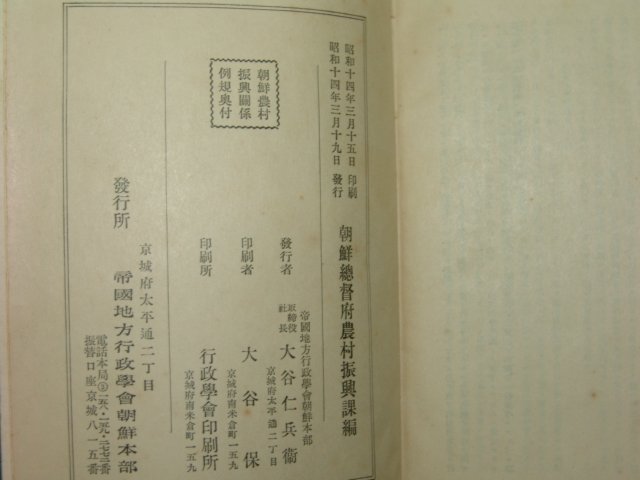 昭和十四年三月十五日 印刷
昭和十四年三月十九日 發行
朝鮮總督府農村振興課編
朝鮮農村
振興關係
例規奥付
帝國地方行政學會朝鮮本部
發行者 取締役社長 大谷仁兵衞
京城府太平通二丁目
印刷者 大谷保
京城府南米倉町一五九
印刷所 行政學會印刷所
京城府南米倉町一五九
京城府太平通二丁目
發行所 帝國地方行政學會朝鮮本部
電話本局
振替口座京城八一五番